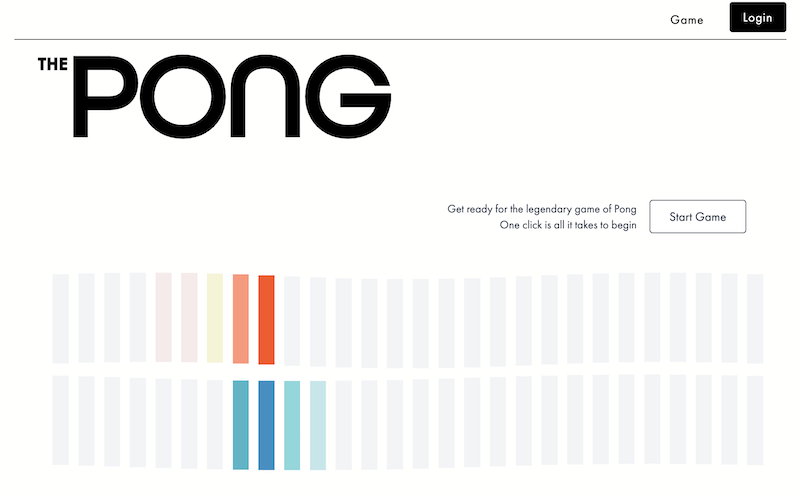 Game
Login
THE PONG
Get ready for the legendary game of Pong
One click is all it takes to begin
Start Game